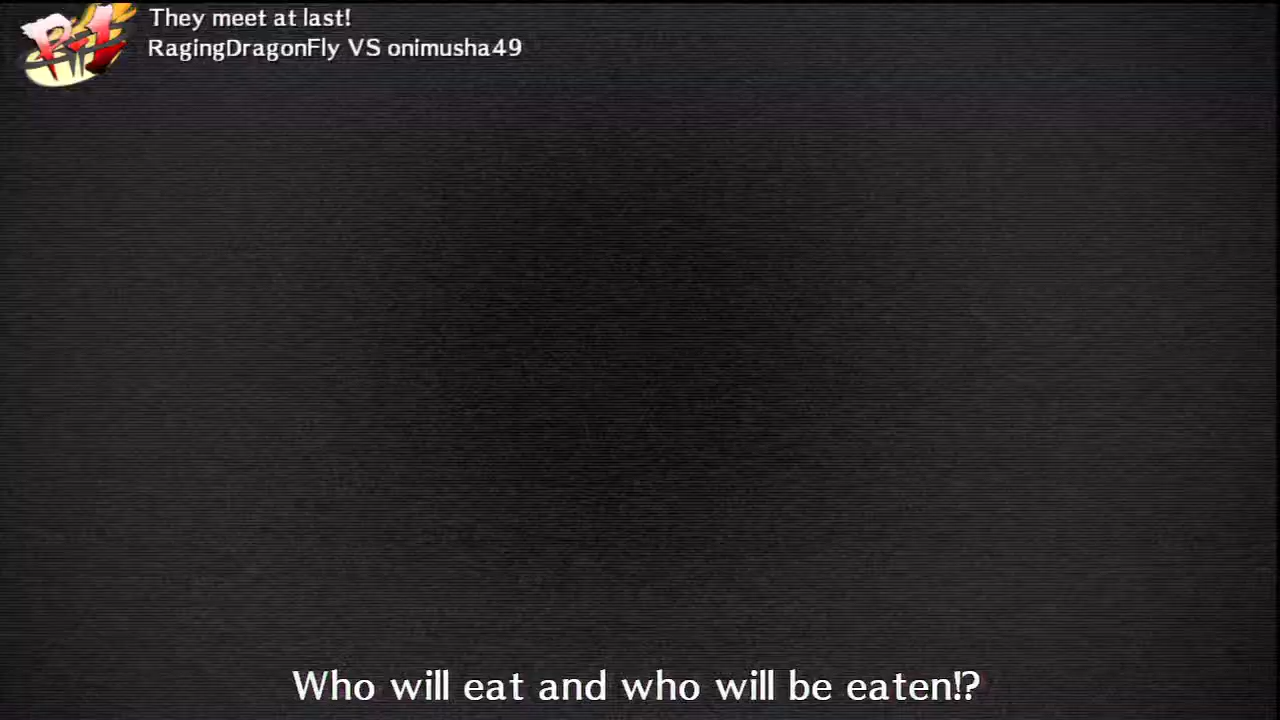 They meet at last!
RagingDragonFly VS onimusha49
Who will eat and who will be eaten!?